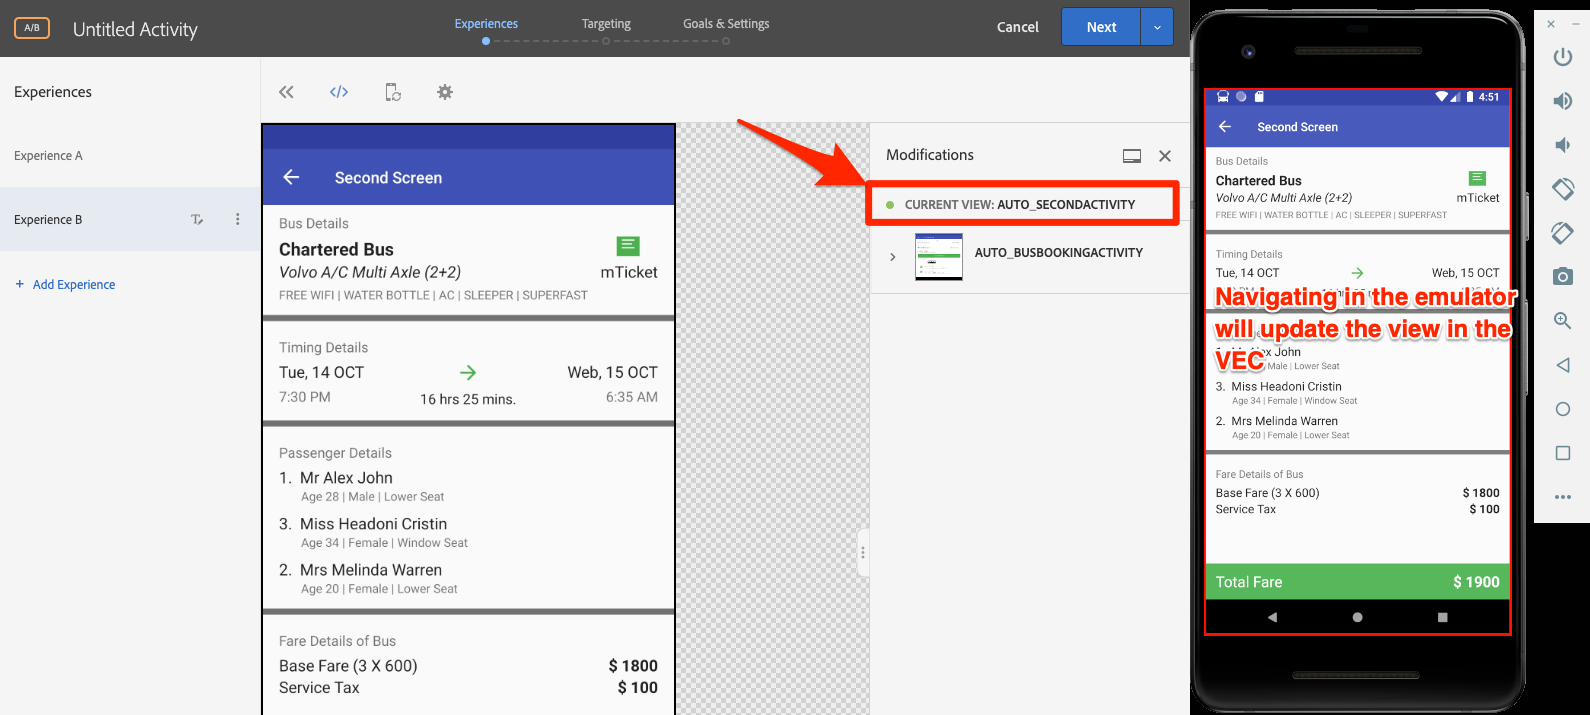 A/B
Untitled Activity
Experiences
Targeting
Goals & Settings
Cancel
Next
Experiences
Experience A
Experience B
+ Add Experience
Second Screen
Bus Details
Chartered Bus
Volvo A/C Multi Axle (2+2)
mTicket
FREE WIFI | WATER BOTTLE | AC | SLEEPER | SUPERFAST
Timing Details
Tue, 14 OCT
Web, 15 OCT
7:30 PM
16 hrs 25 mins.
6:35 AM
Passenger Details
1. Mr Alex John
Age 28 | Male | Lower Seat
3. Miss Headoni Cristin
Age 34 | Female | Window Seat
2. Mrs Melinda Warren
Age 20 | Female | Lower Seat
Fare Details of Bus
Base Fare (3 X 600) $ 1800
Service Tax $ 100
Modifications
CURRENT VIEW: AUTO_SECONDACTIVITY
AUTO_BUSBOOKINGACTIVITY
4:51
Second Screen
Bus Details
Chartered Bus
Volvo A/C Multi Axle (2+2)
mTicket
FREE WIFI | WATER BOTTLE | AC | SLEEPER | SUPERFAST
Timing Details
Tue, 14 OCT
Web, 15 OCT
Navigating in the emulator
will update the view in the
VEC
Alex John
Male | Lower Seat
3. Miss Headoni Cristin
Age 34 | Female | Window Seat
2. Mrs Melinda Warren
Age 20 | Female | Lower Seat
Fare Details of Bus
Base Fare (3 X 600) $ 1800
Service Tax $ 100
Total Fare $ 1900